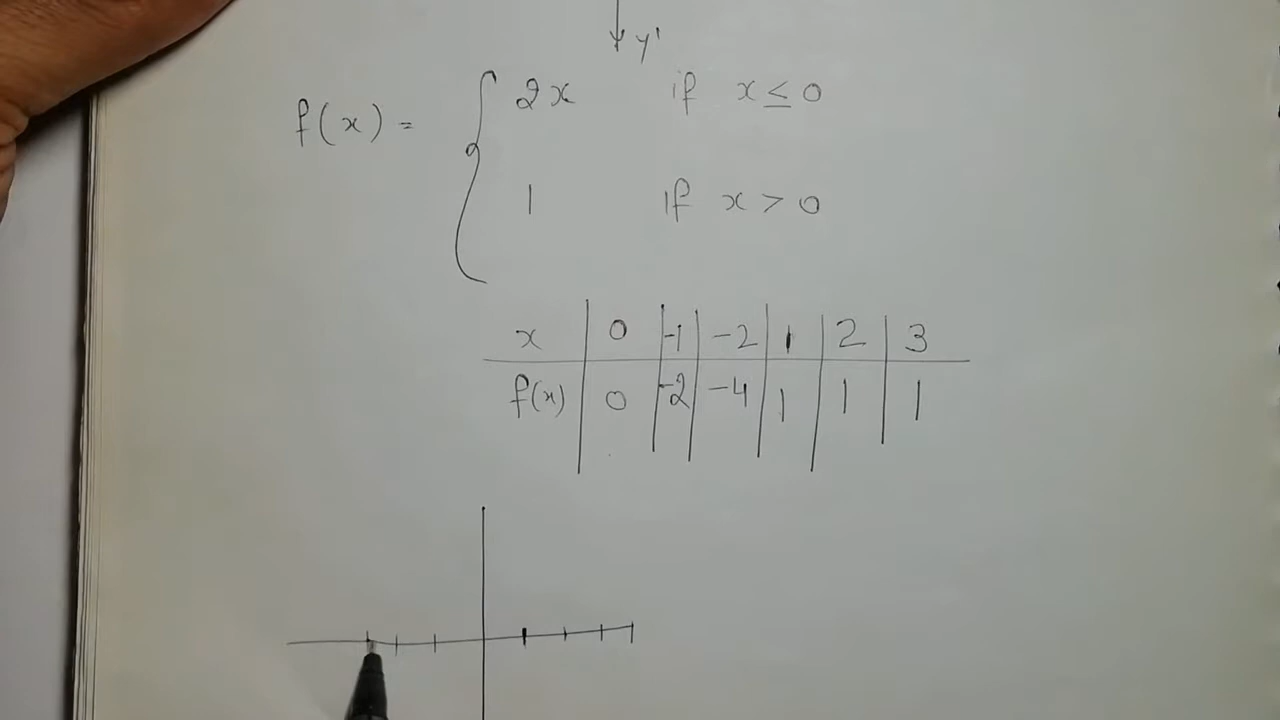 y'
f(x) = { 2x if x ≤ 0
1 if x > 0
x | 0 | -1 | -2 | 1 | 2 | 3
f(x) | 0 | -2 | -4 | 1 | 1 | 1